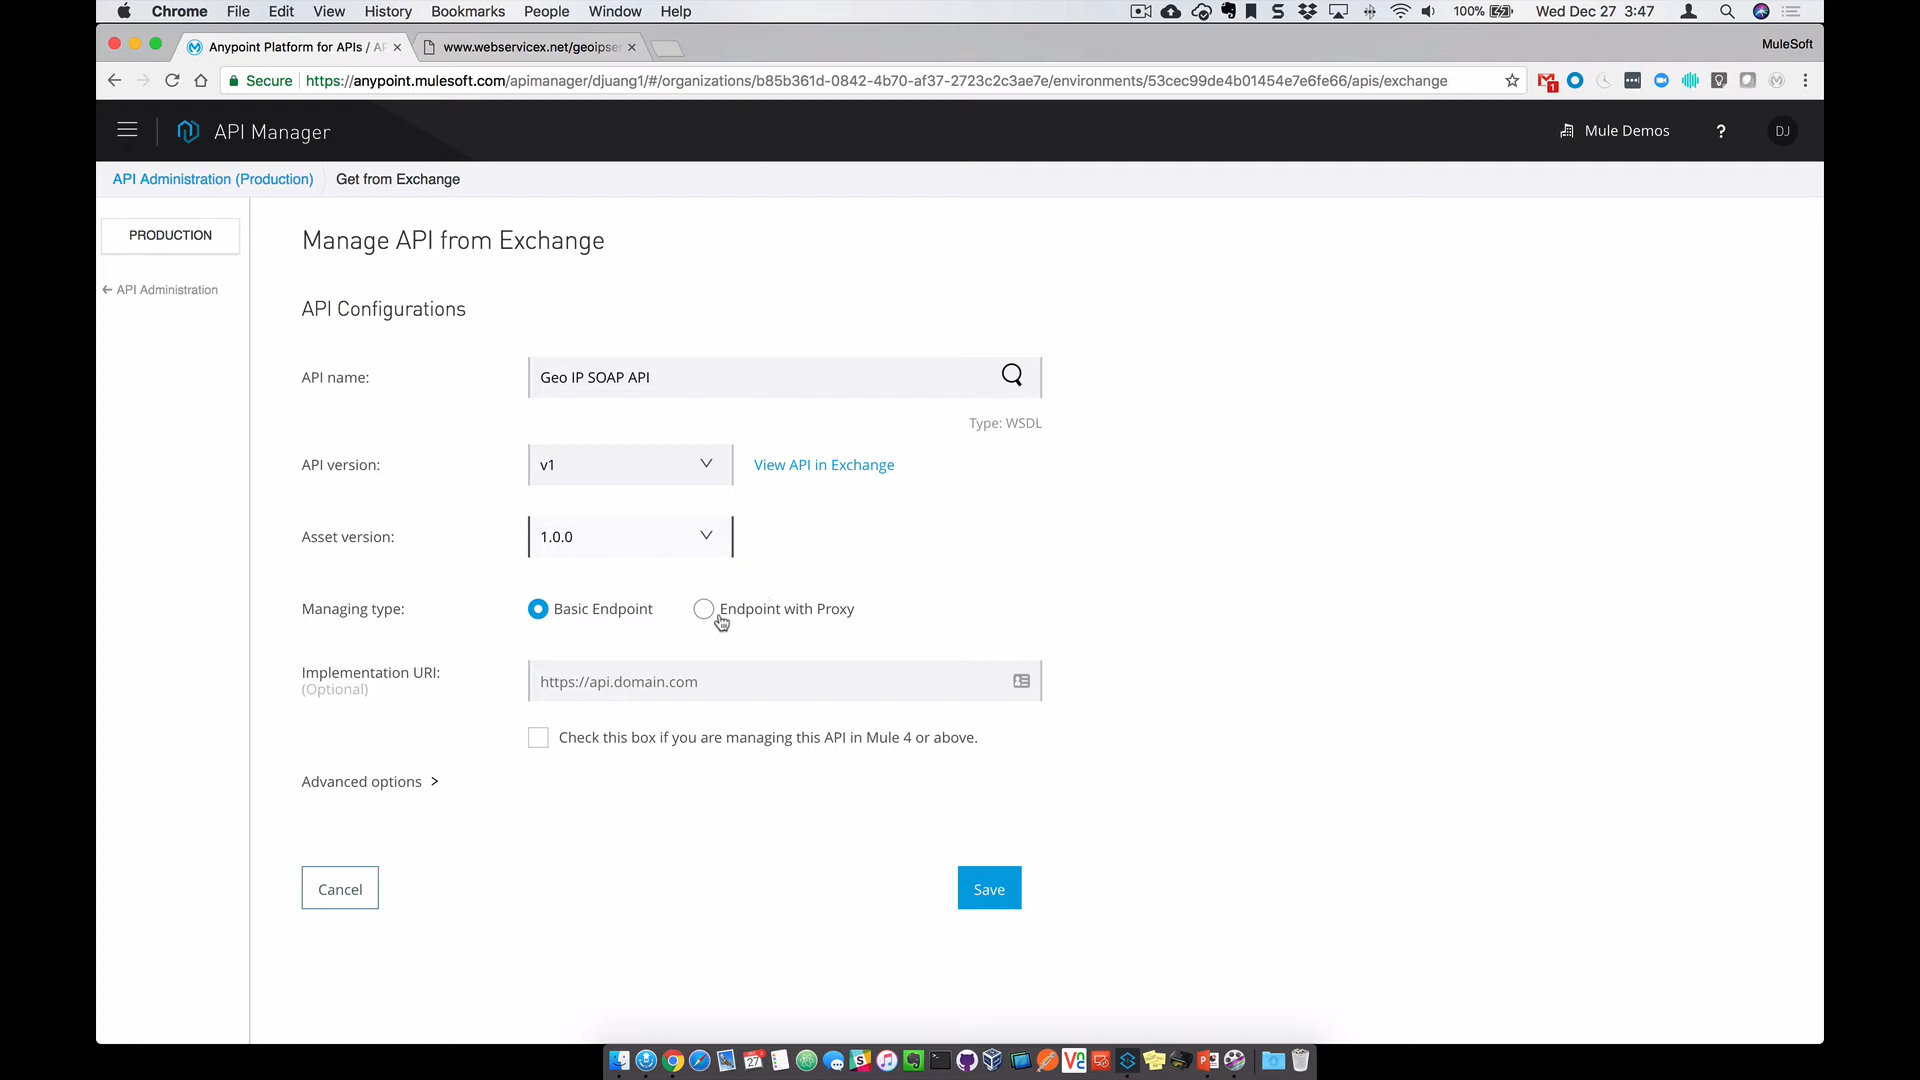 Chrome File Edit View History Bookmarks People Window Help
100% Wed Dec 27 3:47
Anypoint Platform for APIs / AP
www.webservicex.net/geoipser
MuleSoft
Secure https://anypoint.mulesoft.com/apimanager/djuang1/#/organizations/b85b361d-0842-4b70-af37-2723c2c3ae7e/environments/53cec99de4b01454e7e6fe66/apis/exchange
1
API Manager
Mule Demos
?
DJ
API Administration (Production)
Get from Exchange
PRODUCTION
← API Administration
Manage API from Exchange
API Configurations
API name:
Geo IP SOAP API
Type: WSDL
API version:
v1
View API in Exchange
Asset version:
1.0.0
Managing type:
Basic Endpoint
Endpoint with Proxy
Implementation URI:
(Optional)
https://api.domain.com
Check this box if you are managing this API in Mule 4 or above.
Advanced options >
Cancel
Save
27